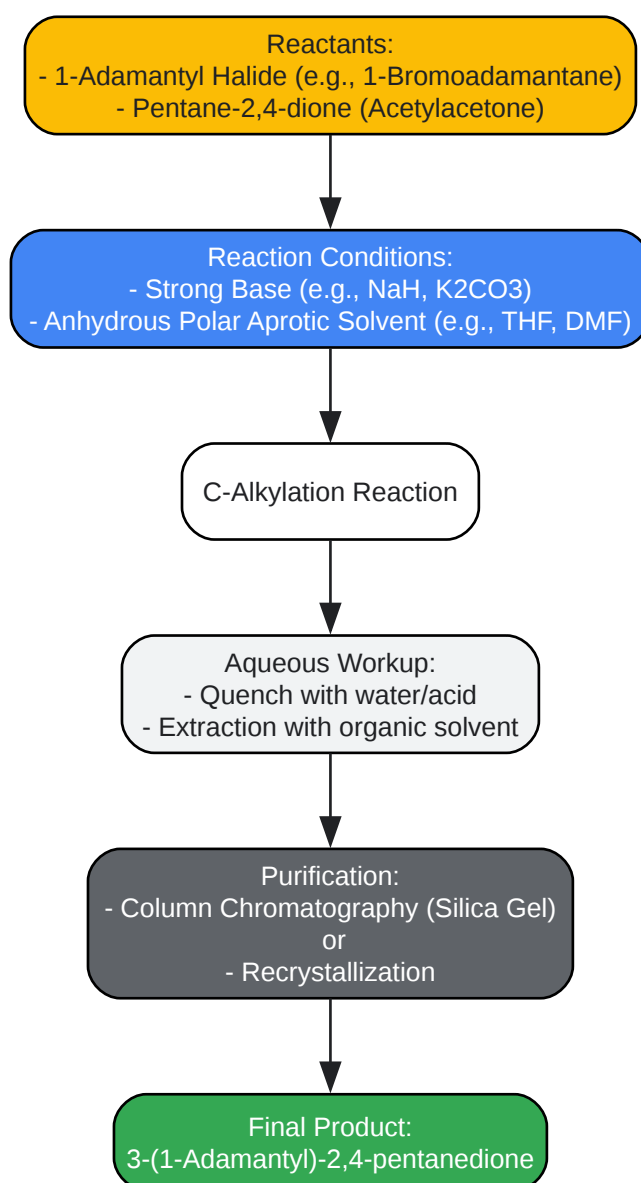 Reactants:
- 1-Adamantyl Halide (e.g., 1-Bromoadamantane)
- Pentane-2,4-dione (Acetylacetone)
Reaction Conditions:
- Strong Base (e.g., NaH, K2CO3)
- Anhydrous Polar Aprotic Solvent (e.g., THF, DMF)
C-Alkylation Reaction
Aqueous Workup:
- Quench with water/acid
- Extraction with organic solvent
Purification:
- Column Chromatography (Silica Gel)
or
- Recrystallization
Final Product:
3-(1-Adamantyl)-2,4-pentanedione